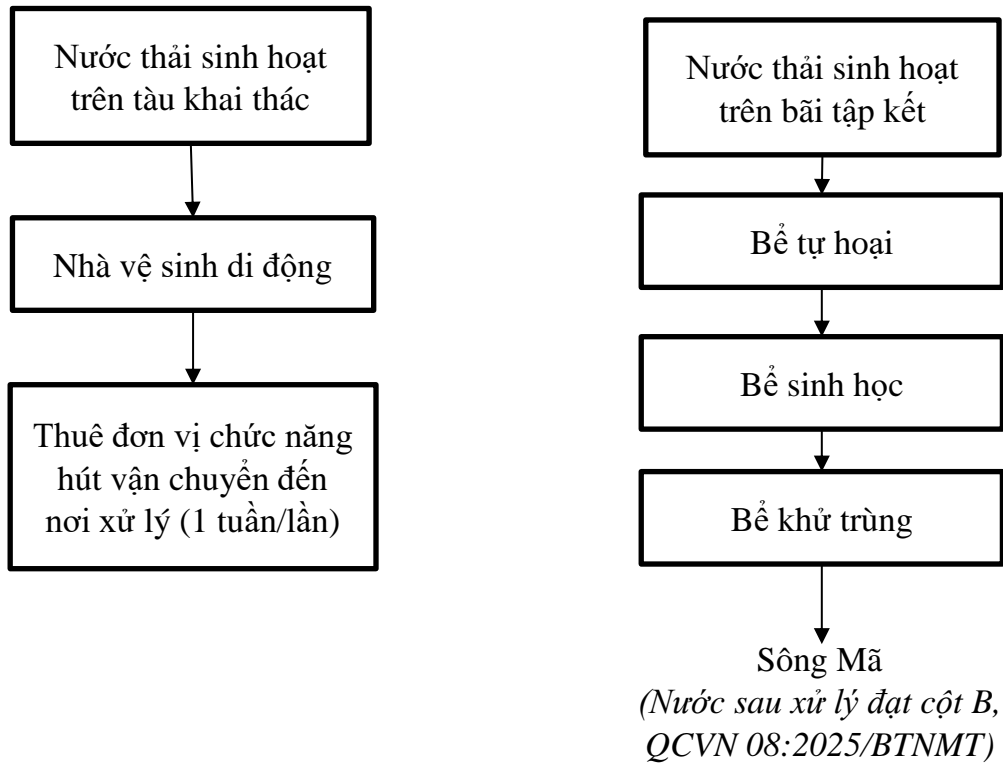 Nước thải sinh hoạt
trên tàu khai thác
Nhà vệ sinh di động
Thuê đơn vị chức năng
hút vận chuyển đến
nơi xử lý (1 tuần/lần)
Nước thải sinh hoạt
trên bãi tập kết
Bể tự hoại
Bể sinh học
Bể khử trùng
Sông Mã
(Nước sau xử lý đạt cột B,
QCVN 08:2025/BTNMT)